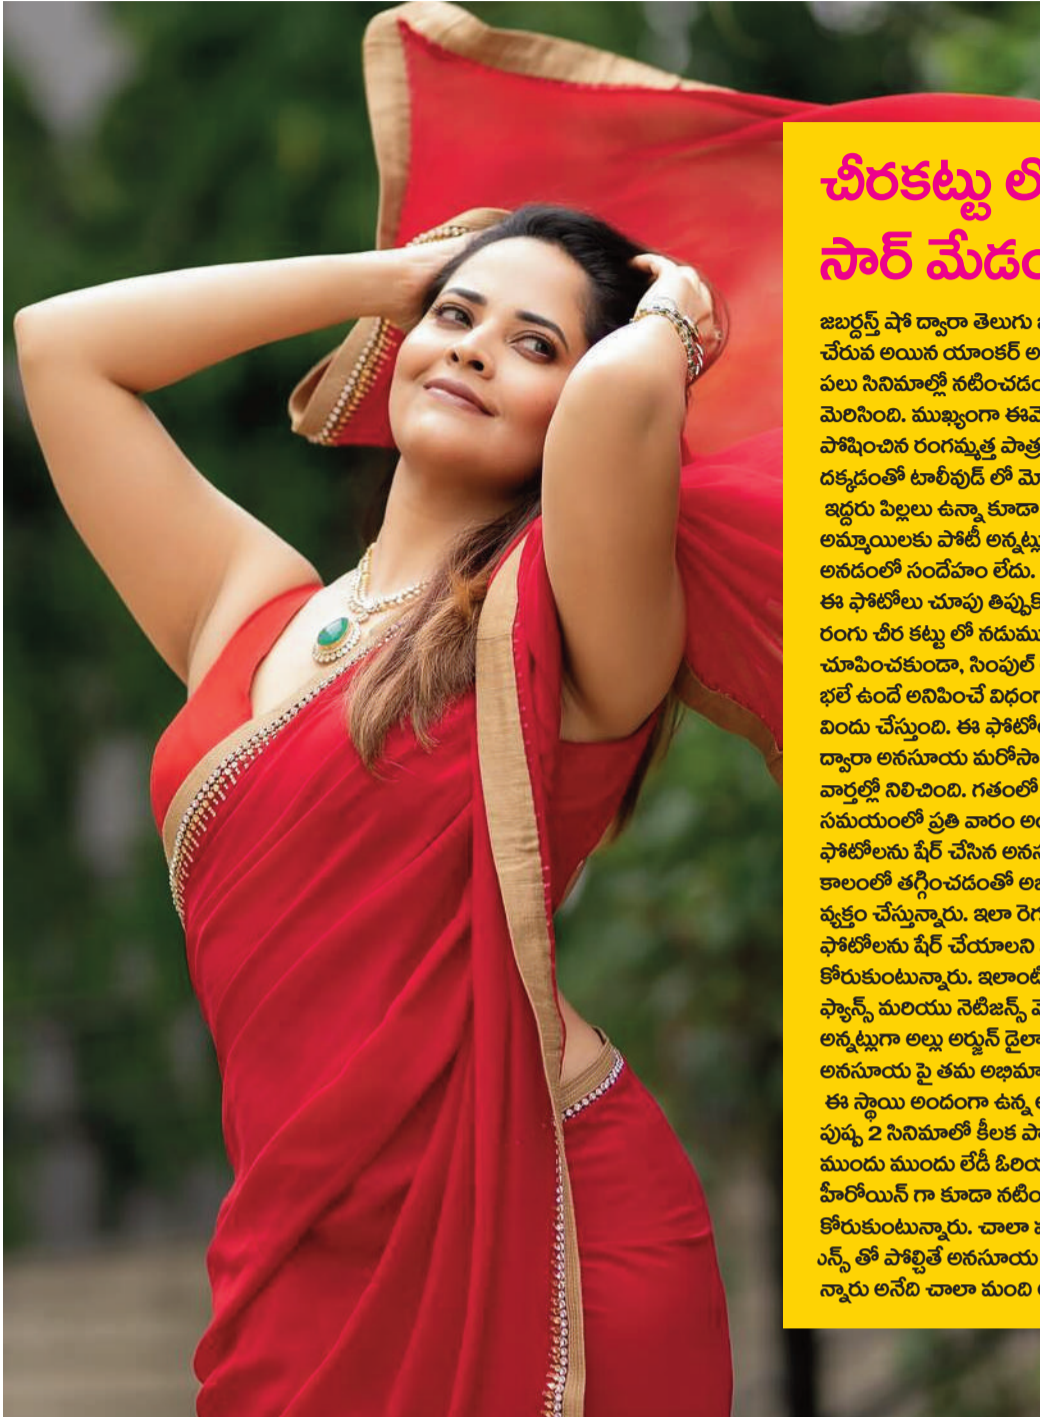 చీరకట్టు లో
సార్ మేడం
జబర్దస్త్ షో ద్వారా తెలుగు
చేరువ అయిన యాంకర్
పలు సినిమాల్లో నటించడం
మెరిసింది. ముఖ్యంగా
పోషించిన రంగమ్మత్త
దక్కడంతో టాలీవుడ్ లో
ఇద్దరు పిల్లలు ఉన్నా కూడా
అమ్మాయిలకు పోటీ అన్నట్లు
అనడంలో సందేహం లేదు.
ఈ ఫోటోలు చూపు
రంగు చీర కట్టు లో నడుము
చూపించకుండా, సింపుల్
భలే ఉందే అనిపించే విధంగ
విందు చేస్తుంది. ఈ
ద్వారా అనసూయ మరోసా
వార్తల్లో నిలిచింది. గతంలో
సమయంలో ప్రతి వారం
ఫోటోలను షేర్ చేసిన
కాలంలో తగ్గించడంతో
వ్యక్తం చేస్తున్నారు. ఇలా
ఫోటోలను షేర్ చేయాలని
కోరుకుంటున్నారు. ఇలాంటి
ఫ్యాన్స్ మరియు నెటిజన్స్
అన్నట్లుగా అల్లు అర్జున్ డైలా
అనసూయ పై తమ అభిమా
ఈ స్థాయి అందంగా ఉన్న
పుష్ప 2 సినిమాలో కీలక పా
ముందు ముందు లేడీ ఓరియ
హీరోయిన్ గా కూడా నటిం
కోరుకుంటున్నారు. చాలా
ఎన్స్ తో పోల్చితే అనసూయ
న్నారు అనేది చాలా మంది